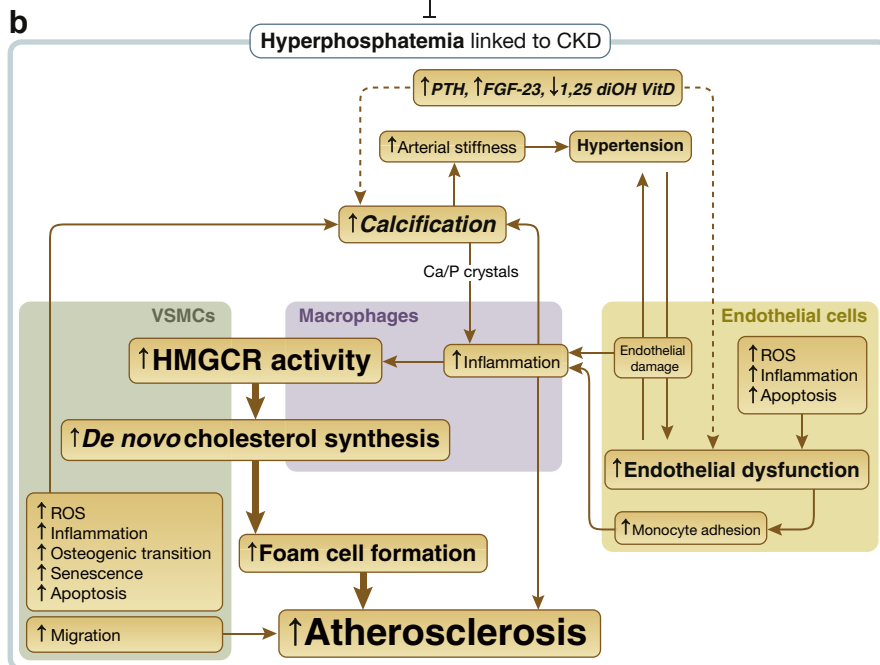 b
Hyperphosphatemia linked to CKD
↑PTH, ↑FGF-23, ↓1,25 diOH VitD
↑Arterial stiffness
Hypertension
↑Calcification
Ca/P crystals
VSMCs
Macrophages
Endothelial cells
↑HMGCR activity
↑Inflammation
Endothelial
damage
↑ROS
↑Inflammation
↑Apoptosis
↑De novo cholesterol synthesis
↑Endothelial dysfunction
↑ROS
↑Inflammation
↑Osteogenic transition
↑Senescence
↑Apoptosis
↑Monocyte adhesion
↑Foam cell formation
↑Migration
↑Atherosclerosis